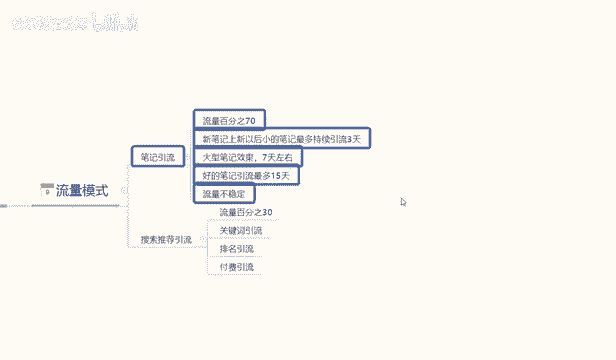 流量模式
笔记引流
流量百分之70
新笔记上新以后小的笔记最多持续引流3天
大型笔记效果，7天左右
好的笔记引流最多15天
流量不稳定
搜索推荐引流
流量百分之30
关键词引流
排名引流
付费引流